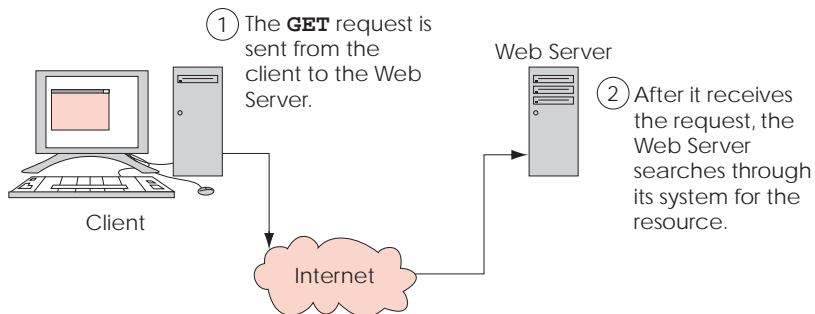 1 The GET request is
sent from the
client to the Web
Server.
Web Server
2 After it receives
the request, the
Web Server
searches through
its system for the
resource.
Client
Internet